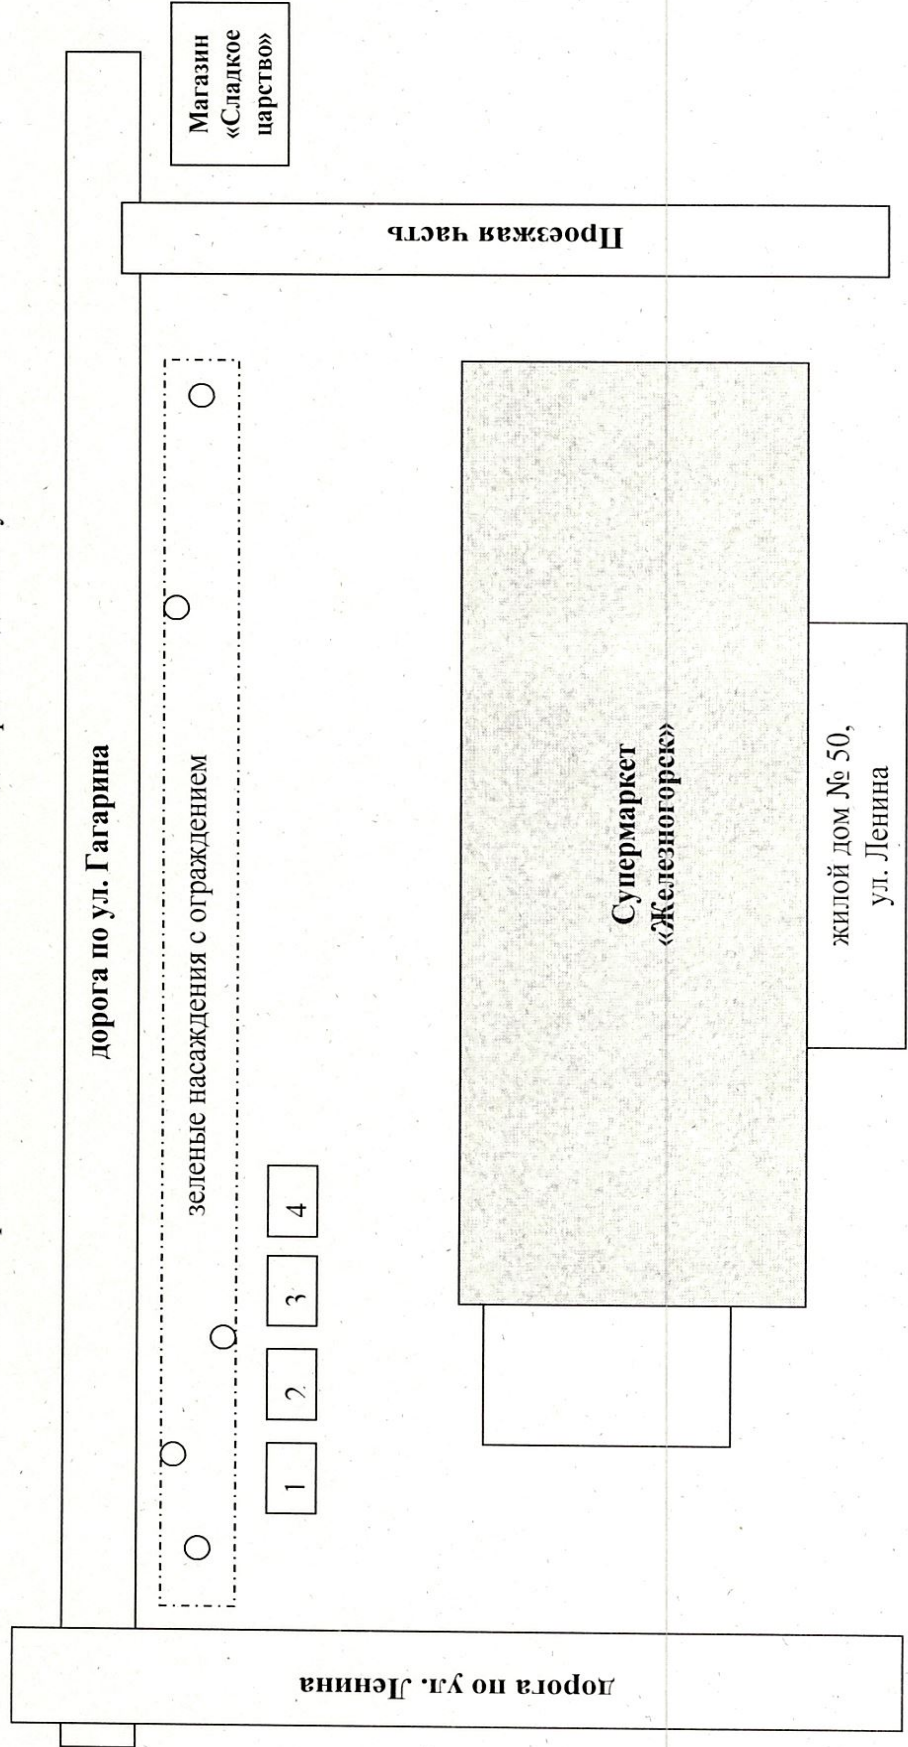 Магазин
«Сладкое
царство»
дорога по ул. Гагарина
Проезжая часть
зеленые насаждения с ограждением
1
2
3
4
Супермаркет
«Железногорск»
жилой дом № 50,
ул. Ленина
дорога по ул. Ленина